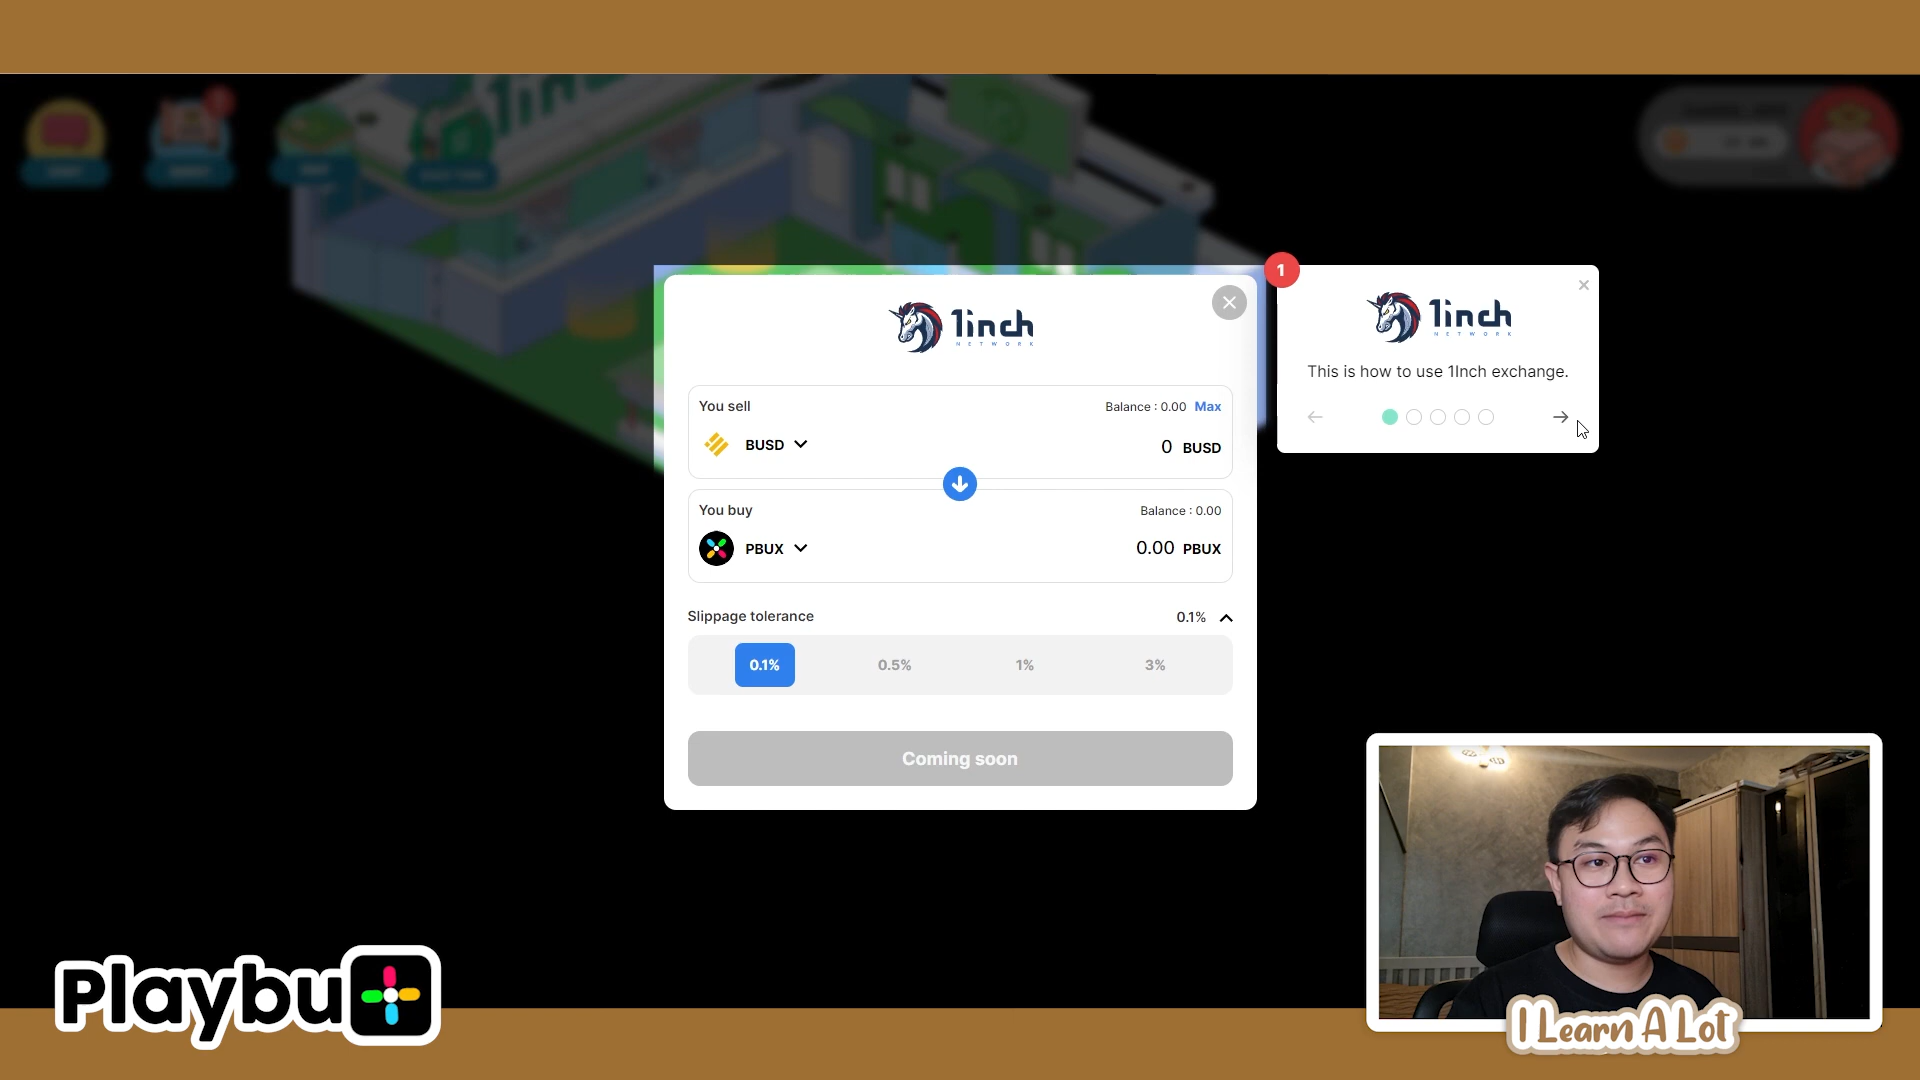 1inch
1
1inch
NETWORK
1inch
NETWORK
This is how to use 1Inch exchange.
You sell
Balance : 0.00 Max
BUSD
0 BUSD
You buy
Balance : 0.00
PBUX
0.00 PBUX
Slippage tolerance
0.1%
0.1%
0.5%
1%
3%
Coming soon
Playbu
I Learn A Lot